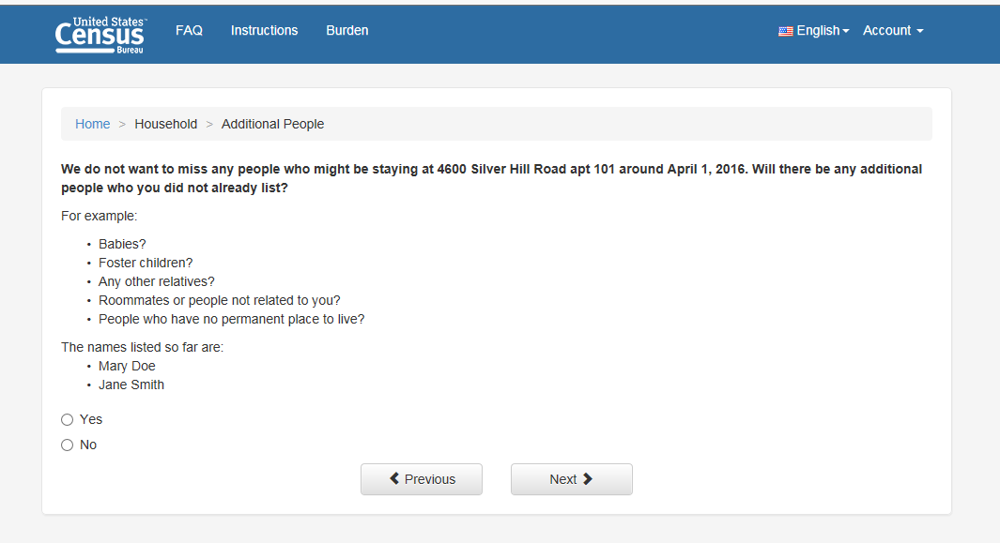 United States™
Census
Bureau
FAQ Instructions Burden English Account
Home > Household > Additional People
We do not want to miss any people who might be staying at 4600 Silver Hill Road apt 101 around April 1, 2016. Will there be any additional
people who you did not already list?
For example:
• Babies?
• Foster children?
• Any other relatives?
• Roommates or people not related to you?
• People who have no permanent place to live?
The names listed so far are:
• Mary Doe
• Jane Smith
Yes
No
Previous Next